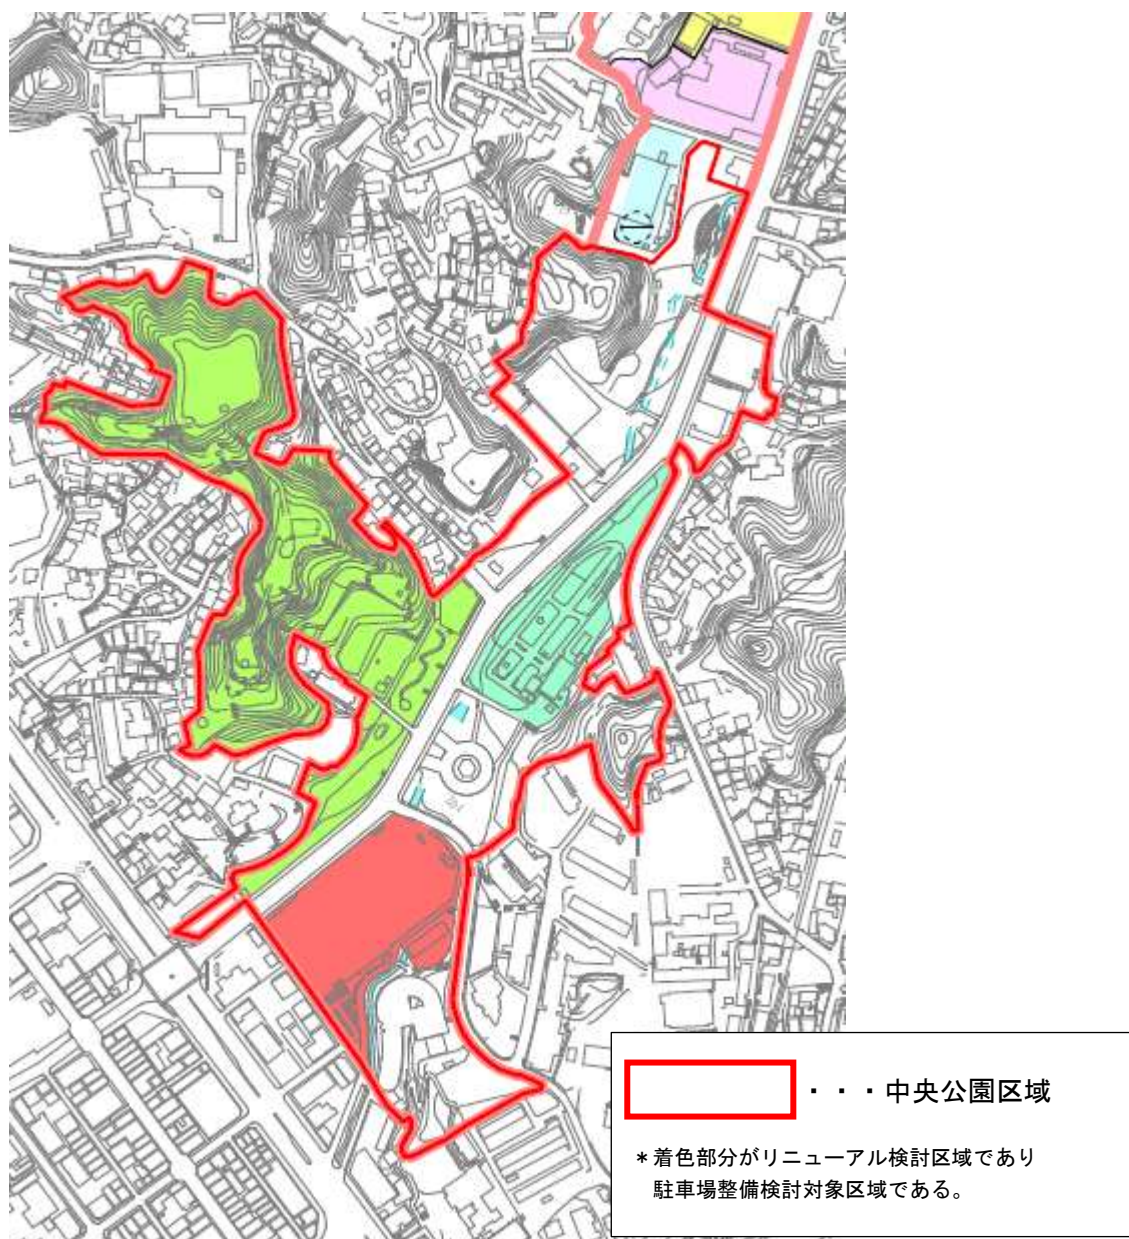 ・・・中央公園区域
＊着色部分がリニューアル検討区域であり
駐車場整備検討対象区域である。